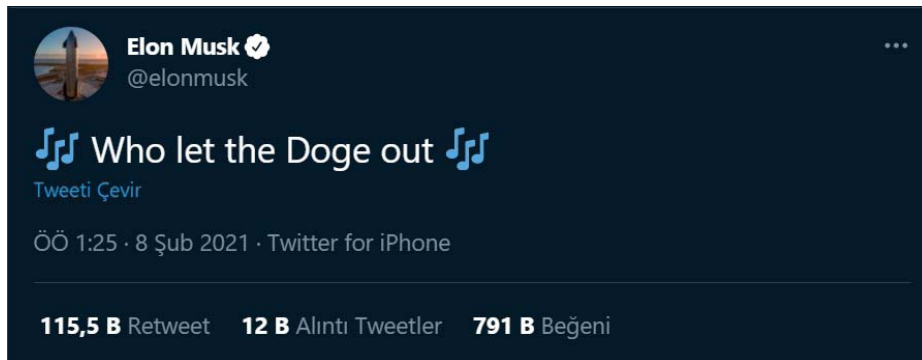 Elon Musk
@elonmusk
🎶 Who let the Doge out 🎶
Tweeti Çevir
ÖÖ 1:25 · 8 Şub 2021 · Twitter for iPhone
115,5 B Retweet 12 B Alıntı Tweetler 791 B Beğeni